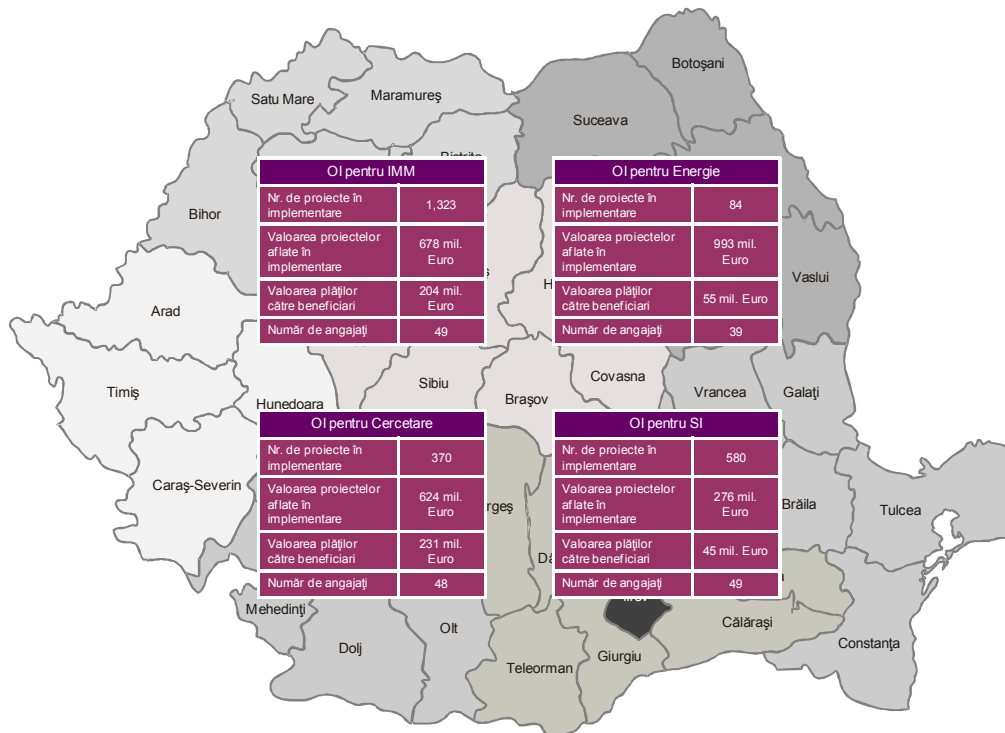 Botoşani
Satu Mare
Maramureş
Suceava
Bihor
Vaslui
Arad
Timiş
Hunedoara
Sibiu
Braşov
Covasna
Vrancea
Galaţi
Caraş-Severin
Brăila
Tulcea
Mehedinţi
Dolj
Olt
Teleorman
Giurgiu
Călăraşi
Constanţa
OI pentru IMM
Nr. de proiecte în
implementare
1,323
Valoarea proiectelor
aflate în
implementare
678 mil.
Euro
Valoarea plăţilor
către beneficiari
204 mil.
Euro
Număr de angajaţi
49
OI pentru Energie
Nr. de proiecte în
implementare
84
Valoarea proiectelor
aflate în
implementare
993 mil.
Euro
Valoarea plăţilor
către beneficiari
55 mil. Euro
Număr de angajaţi
39
OI pentru Cercetare
Nr. de proiecte în
implementare
370
Valoarea proiectelor
aflate în
implementare
624 mil.
Euro
Valoarea plăţilor
către beneficiari
231 mil.
Euro
Număr de angajaţi
48
OI pentru SI
Nr. de proiecte în
implementare
580
Valoarea proiectelor
aflate în
implementare
276 mil.
Euro
Valoarea plăţilor
către beneficiari
45 mil. Euro
Număr de angajaţi
49